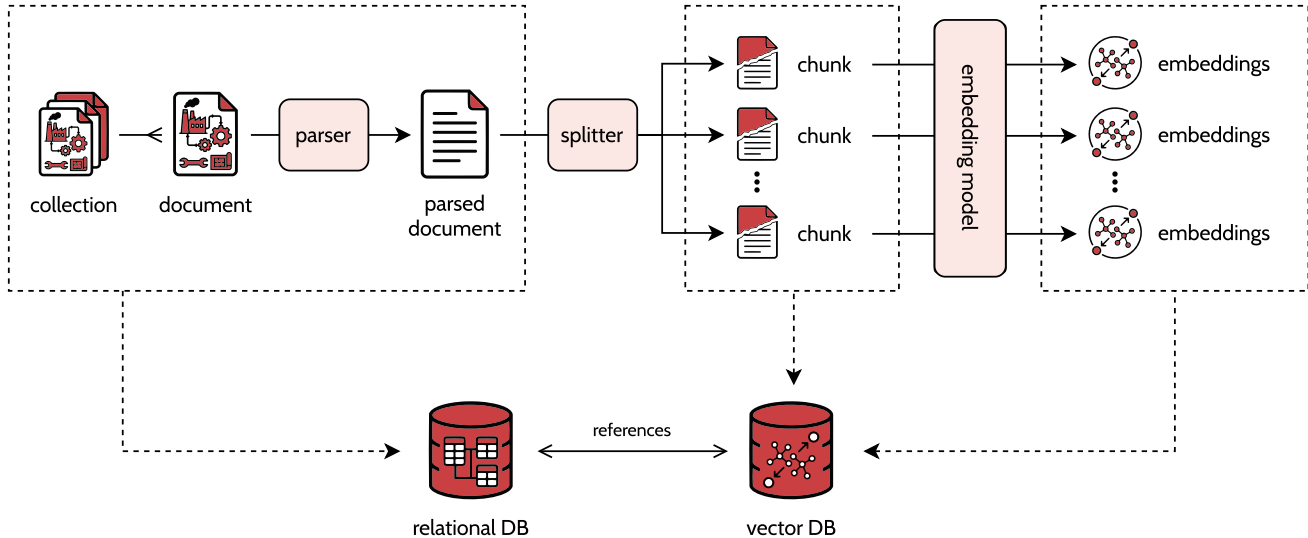 chunk
embeddings
parser
splitter
chunk
embeddings
embedding model
collection
document
parsed
document
chunk
embeddings
references
relational DB
vector DB